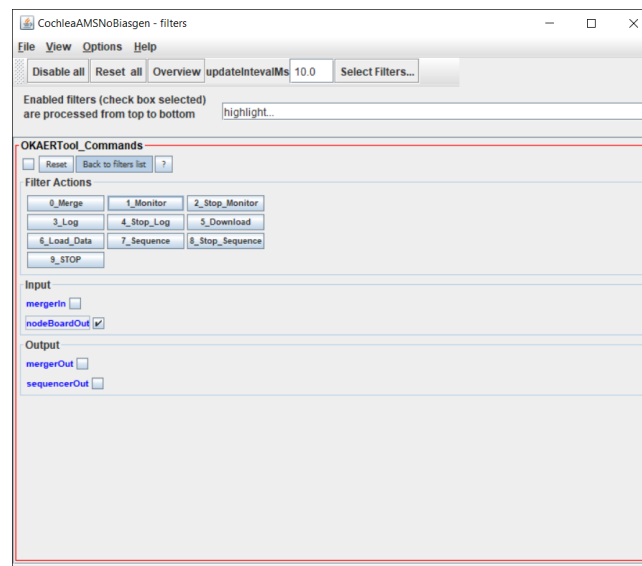 CochleaAMSNoBiasgen - filters
File View Options Help
Disable all Reset all Overview updateIntevalMs 10.0 Select Filters...
Enabled filters (check box selected)
are processed from top to bottom
highlight...
OKAERTool_Commands
Reset Back to filters list ?
Filter Actions
0_Merge 1_Monitor 2_Stop_Monitor
3_Log 4_Stop_Log 5_Download
6_Load_Data 7_Sequence 8_Stop_Sequence
9_STOP
Input
mergerIn
nodeBoardOut
Output
mergerOut
sequencerOut